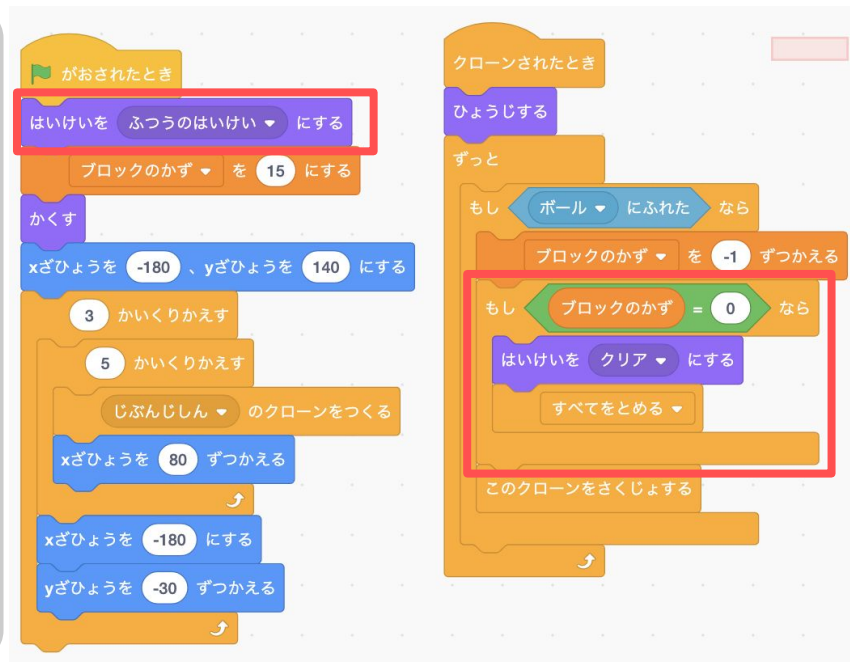 がおされたとき
はいけいを ふつうのはいけい にする
ブロックのかず を 15 にする
かくす
xざひょうを -180 、yざひょうを 140 にする
3 かいくりかえす
5 かいくりかえす
じぶんじしん のクローンをつくる
xざひょうを 80 ずつかえる
xざひょうを -180 にする
yざひょうを -30 ずつかえる
クローンされたとき
ひょうじする
ずっと
もし ボール にふれた なら
ブロックのかず を -1 ずつかえる
もし ブロックのかず = 0 なら
はいけいを クリア にする
すべてをとめる
このクローンをさくじょする